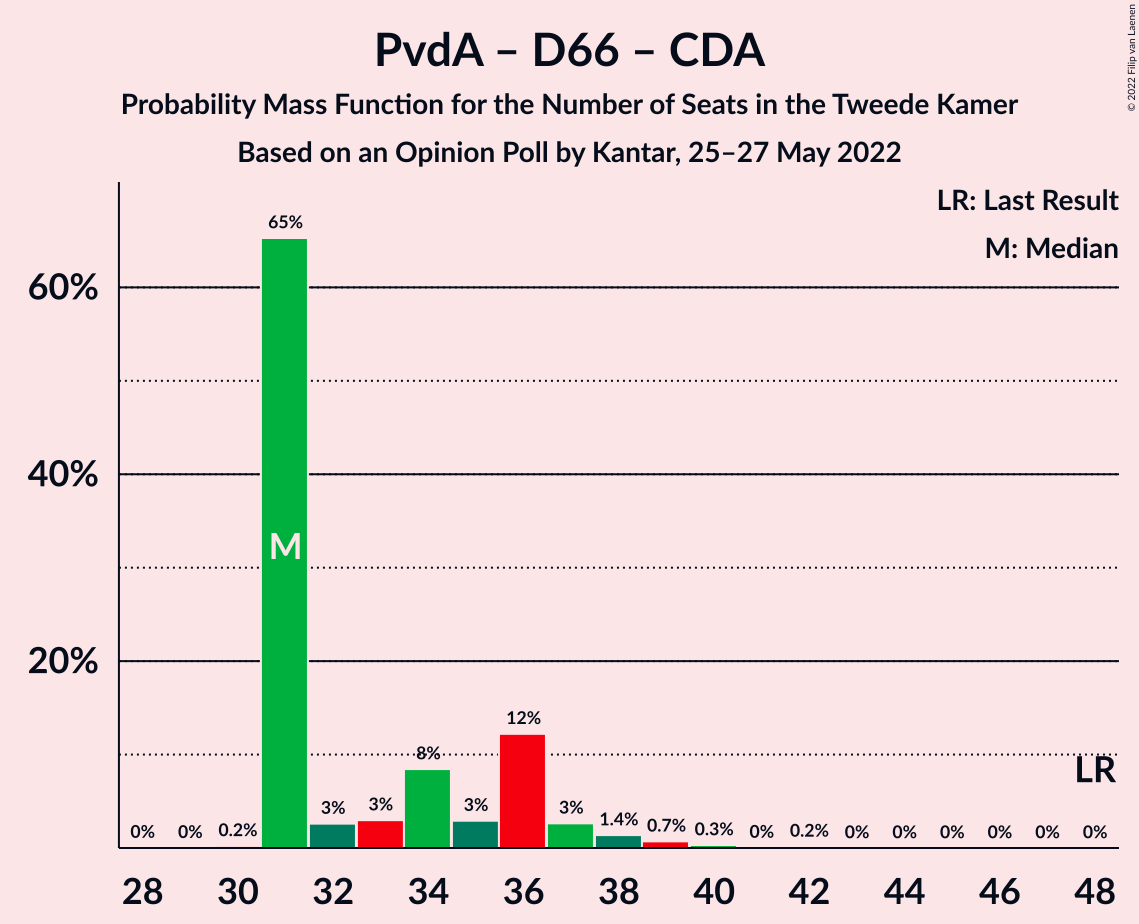 PvdA – D66 – CDA
Probability Mass Function for the Number of Seats in the Tweede Kamer
Based on an Opinion Poll by Kantar, 25–27 May 2022
© 2022 Filip van Laenen
LR: Last Result
M: Median
60%
40%
20%
65%
M
0%
0%
0.2%
3%
3%
8%
3%
12%
3%
1.4%
0.7%
0.3%
0%
0.2%
0%
0%
0%
0%
0%
0%
LR
28 30 32 34 36 38 40 42 44 46 48